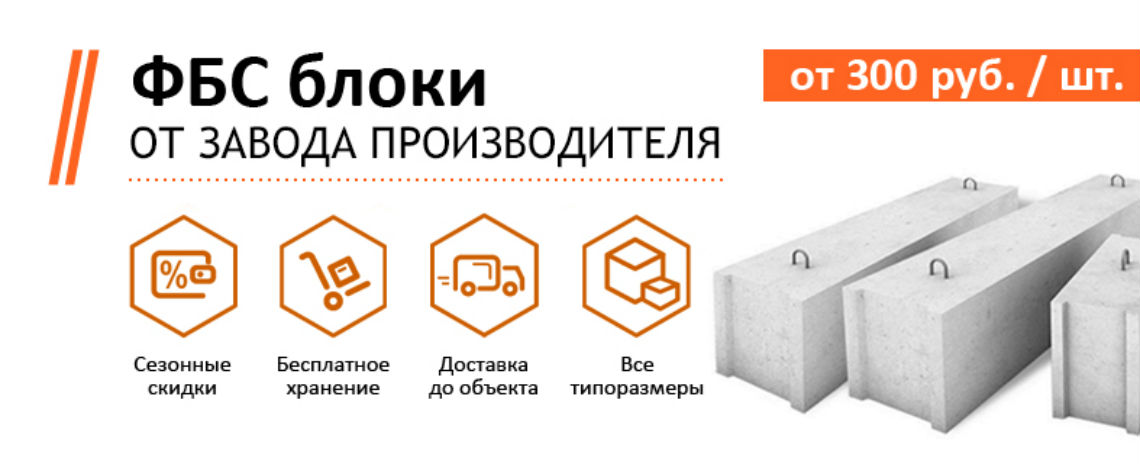 ФБС блоки
ОТ ЗАВОДА ПРОИЗВОДИТЕЛЯ
от 300 руб. / шт.
%
Сезонные
скидки
Бесплатное
хранение
Доставка
до объекта
Все
типоразмеры